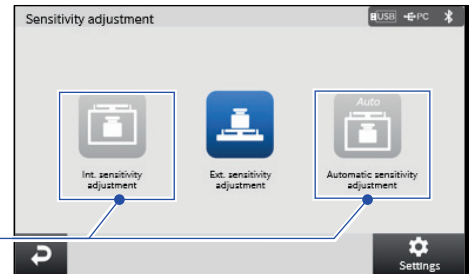 Sensitivity adjustment
USB PC
Auto
Int. sensitivity
adjustment
Ext. sensitivity
adjustment
Automatic sensitivity
adjustment
Settings